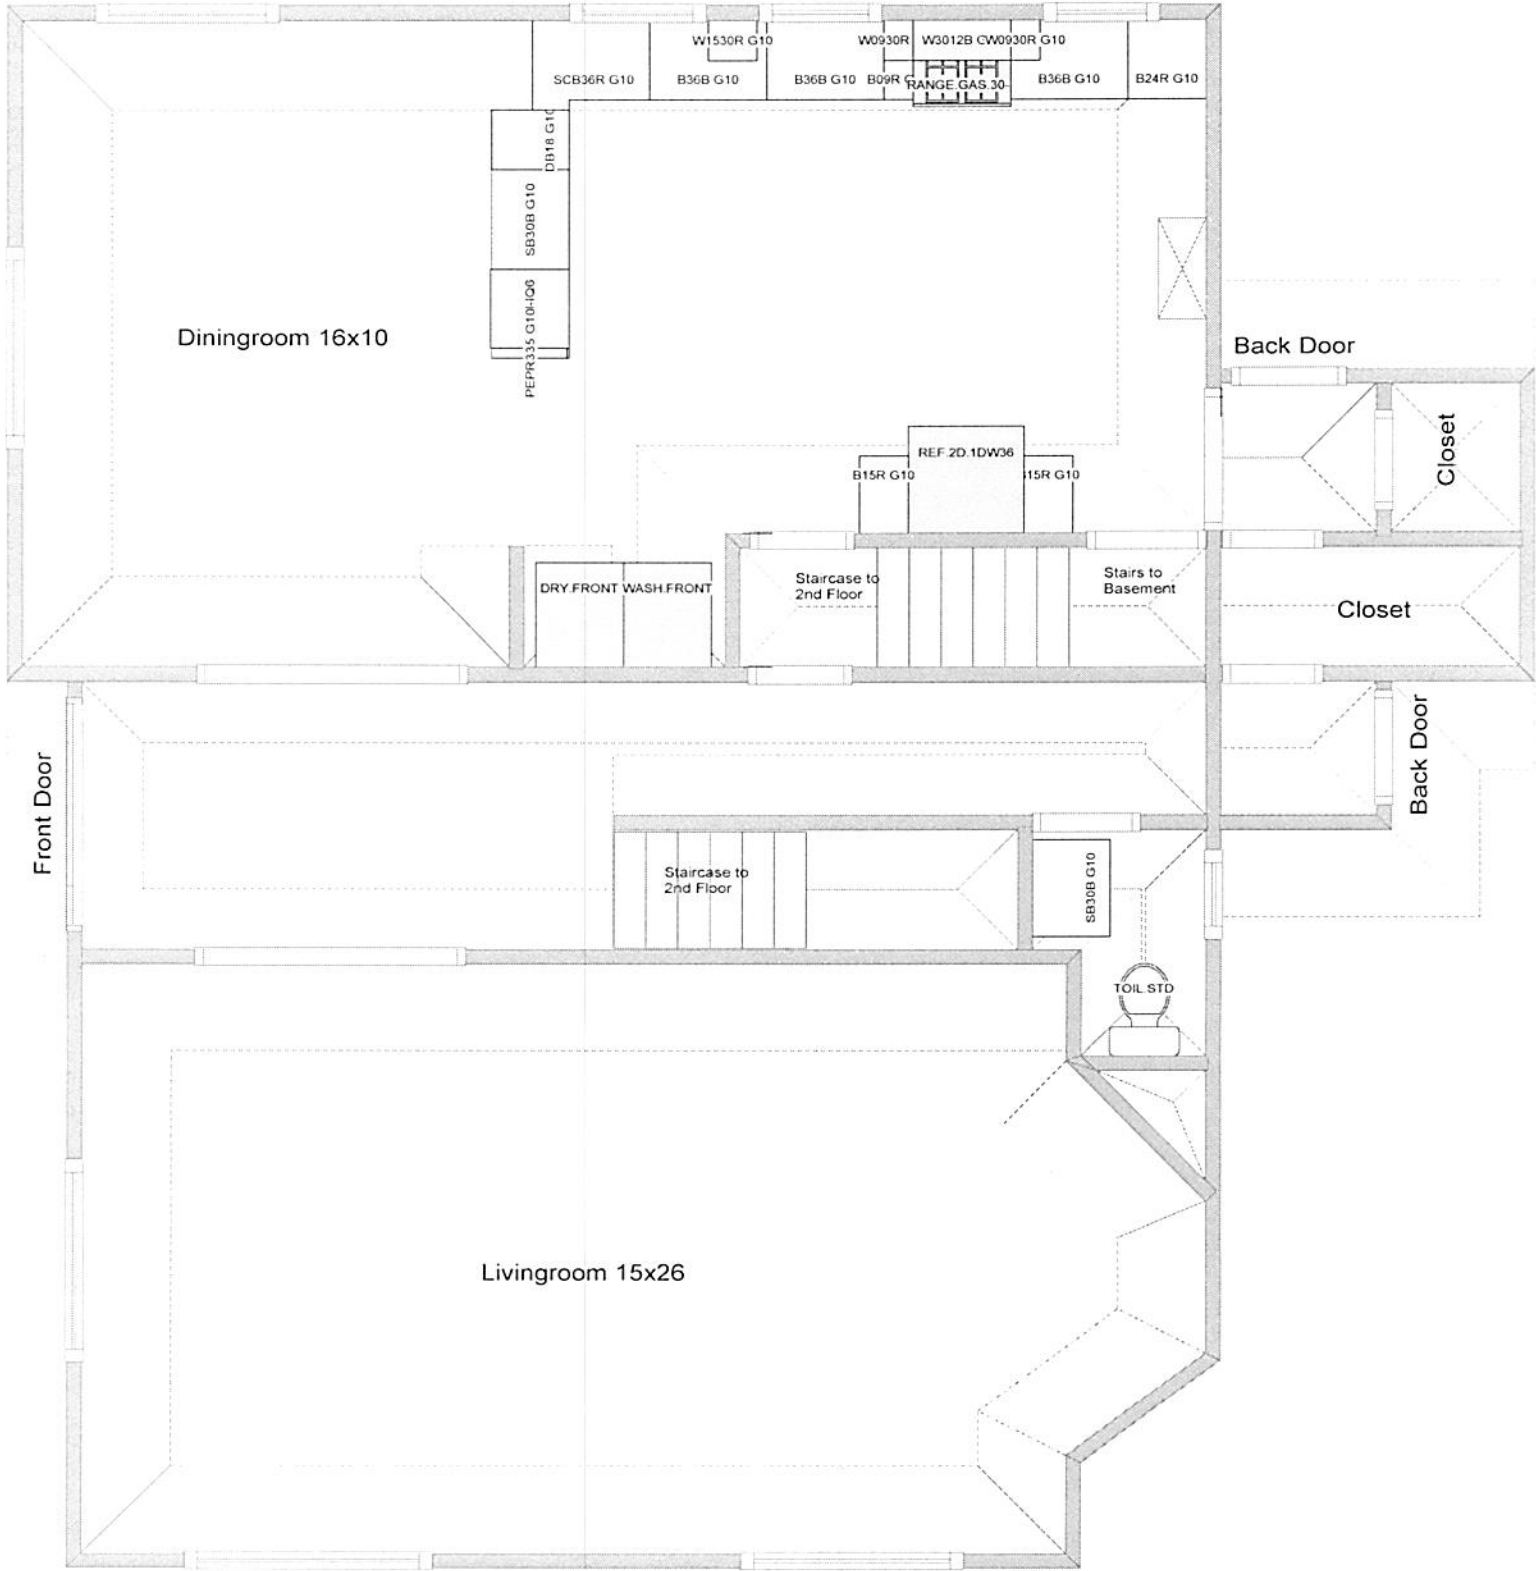 W1530R G10
W0930R
W3012B
W0930R G10
SCB36R G10
B36B G10
B36B G10
B09R
RANGE.GAS.30
B36B G10
B24R G10
DB18 G10
SB30B G10
PEPR335 G10
Diningroom 16x10
Back Door
Closet
REF.2D.1DW36
B15R G10
15R G10
DRY.FRONT
WASH.FRONT
Staircase to
2nd Floor
Stairs to
Basement
Closet
Front Door
Back Door
Staircase to
2nd Floor
SB30B G10
TOIL.STD
Livingroom 15x26